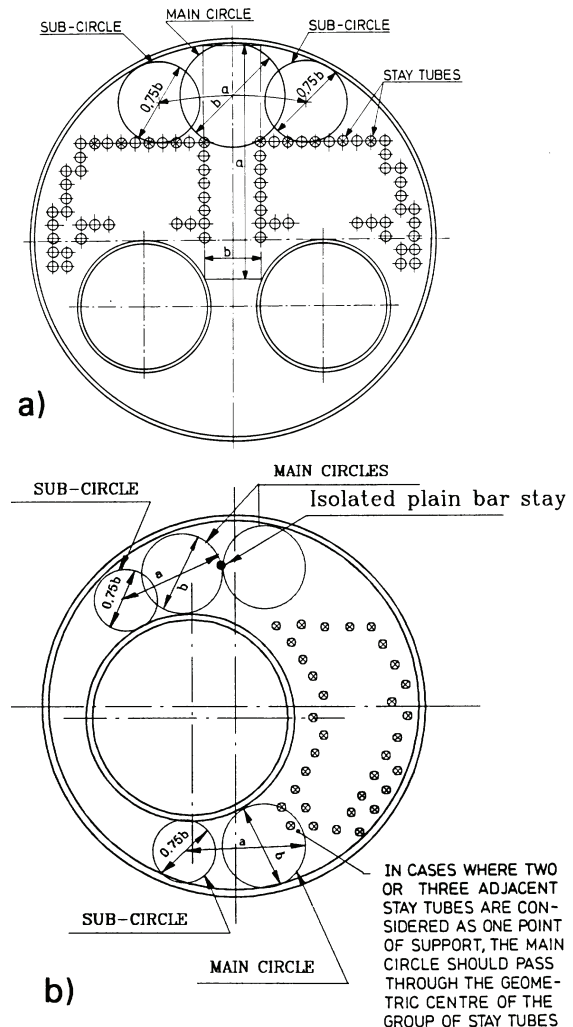 MAIN CIRCLE
SUB-CIRCLE
SUB-CIRCLE
STAY TUBES
0.75b
a
b
0.75b
a
b
a)
MAIN CIRCLES
SUB-CIRCLE
Isolated plain bar stay
0.75b
a
b
0.75b
a
b
IN CASES WHERE TWO
OR THREE ADJACENT
STAY TUBES ARE CON-
SIDERED AS ONE POINT
OF SUPPORT, THE MAIN
CIRCLE SHOULD PASS
THROUGH THE GEOME-
TRIC CENTRE OF THE
GROUP OF STAY TUBES
SUB-CIRCLE
MAIN CIRCLE
b)